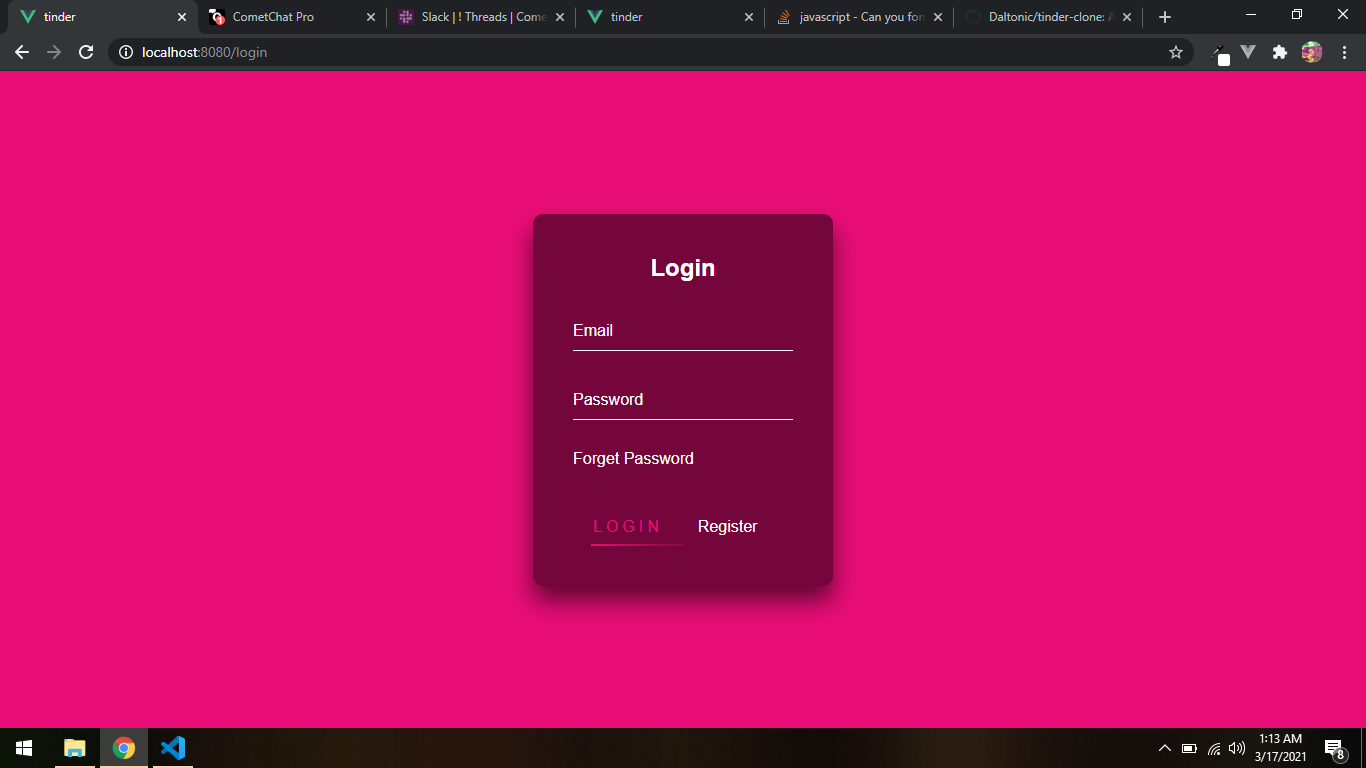 tinder
CometChat Pro
Slack | ! Threads | Come
tinder
javascript - Can you for
Daltonic/tinder-clone: A
localhost:8080/login
Login
Email
Password
Forget Password
LOGIN
Register
1:13 AM
3/17/2021
8